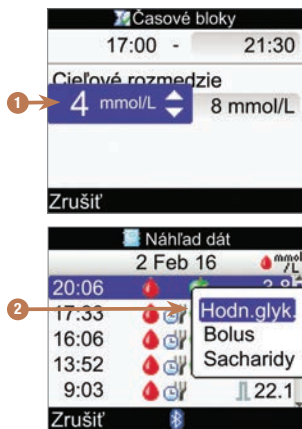 Časové bloky
17:00 - 21:30
Cieľové rozmedzie
1 4 mmol/L 8 mmol/L
Zrušiť
Náhľad dát
2 Feb 16 mmol/L
20:06
2 17:33 Hodn.glyk.
16:06 Bolus
13:52 Sacharidy
9:03 22.1
Zrušiť